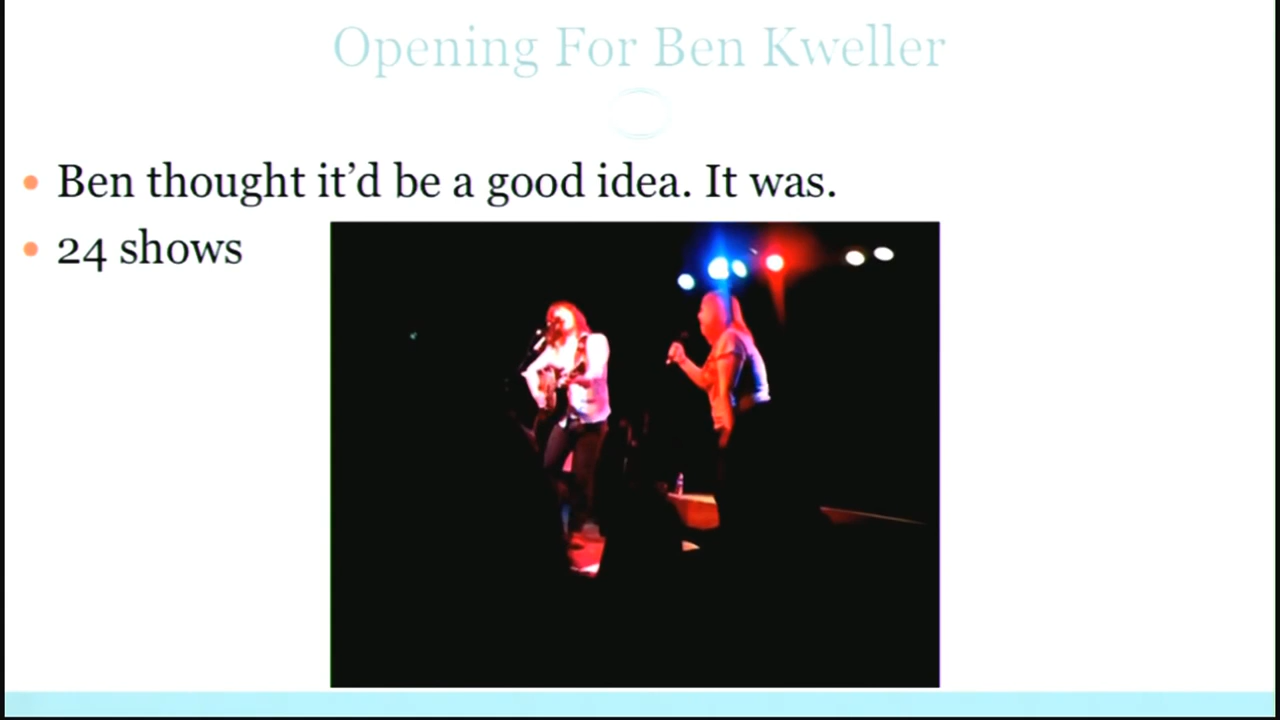 Opening For Ben Kweller
Ben thought it’d be a good idea. It was.
24 shows